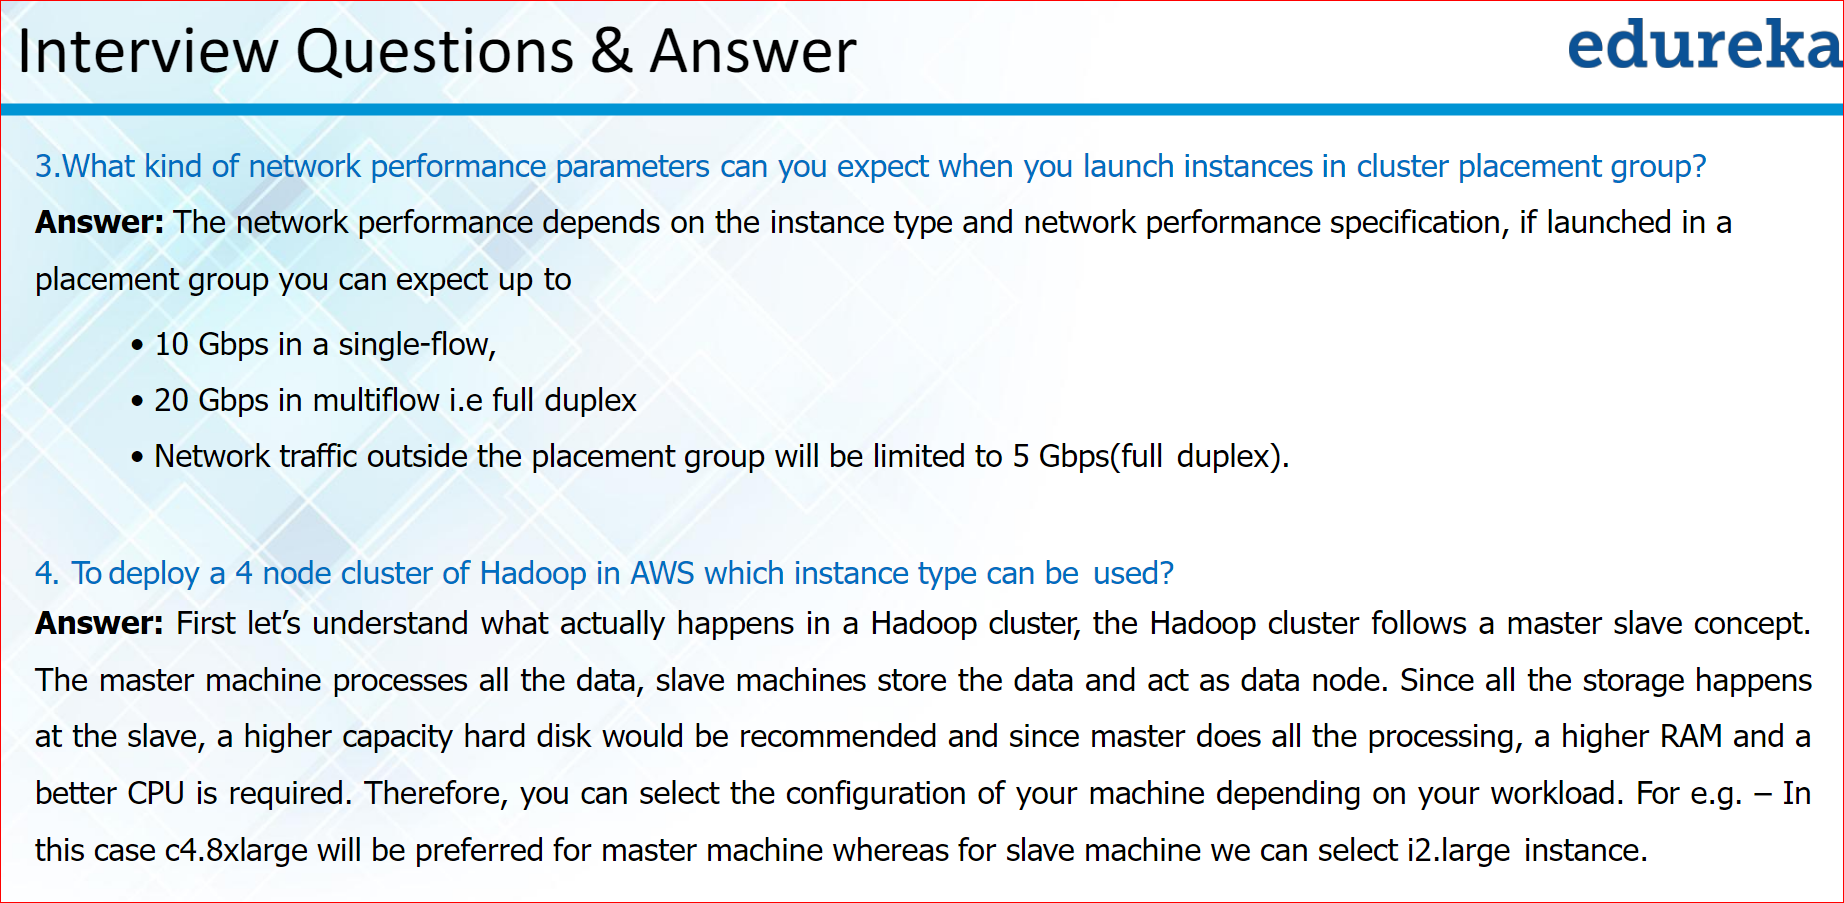 Interview Questions & Answer
edureka
3.What kind of network performance parameters can you expect when you launch instances in cluster placement group?
Answer: The network performance depends on the instance type and network performance specification, if launched in a
placement group you can expect up to
• 10 Gbps in a single-flow,
• 20 Gbps in multiflow i.e full duplex
• Network traffic outside the placement group will be limited to 5 Gbps(full duplex).
4. To deploy a 4 node cluster of Hadoop in AWS which instance type can be used?
Answer: First let’s understand what actually happens in a Hadoop cluster, the Hadoop cluster follows a master slave concept.
The master machine processes all the data, slave machines store the data and act as data node. Since all the storage happens
at the slave, a higher capacity hard disk would be recommended and since master does all the processing, a higher RAM and a
better CPU is required. Therefore, you can select the configuration of your machine depending on your workload. For e.g. – In
this case c4.8xlarge will be preferred for master machine whereas for slave machine we can select i2.large instance.